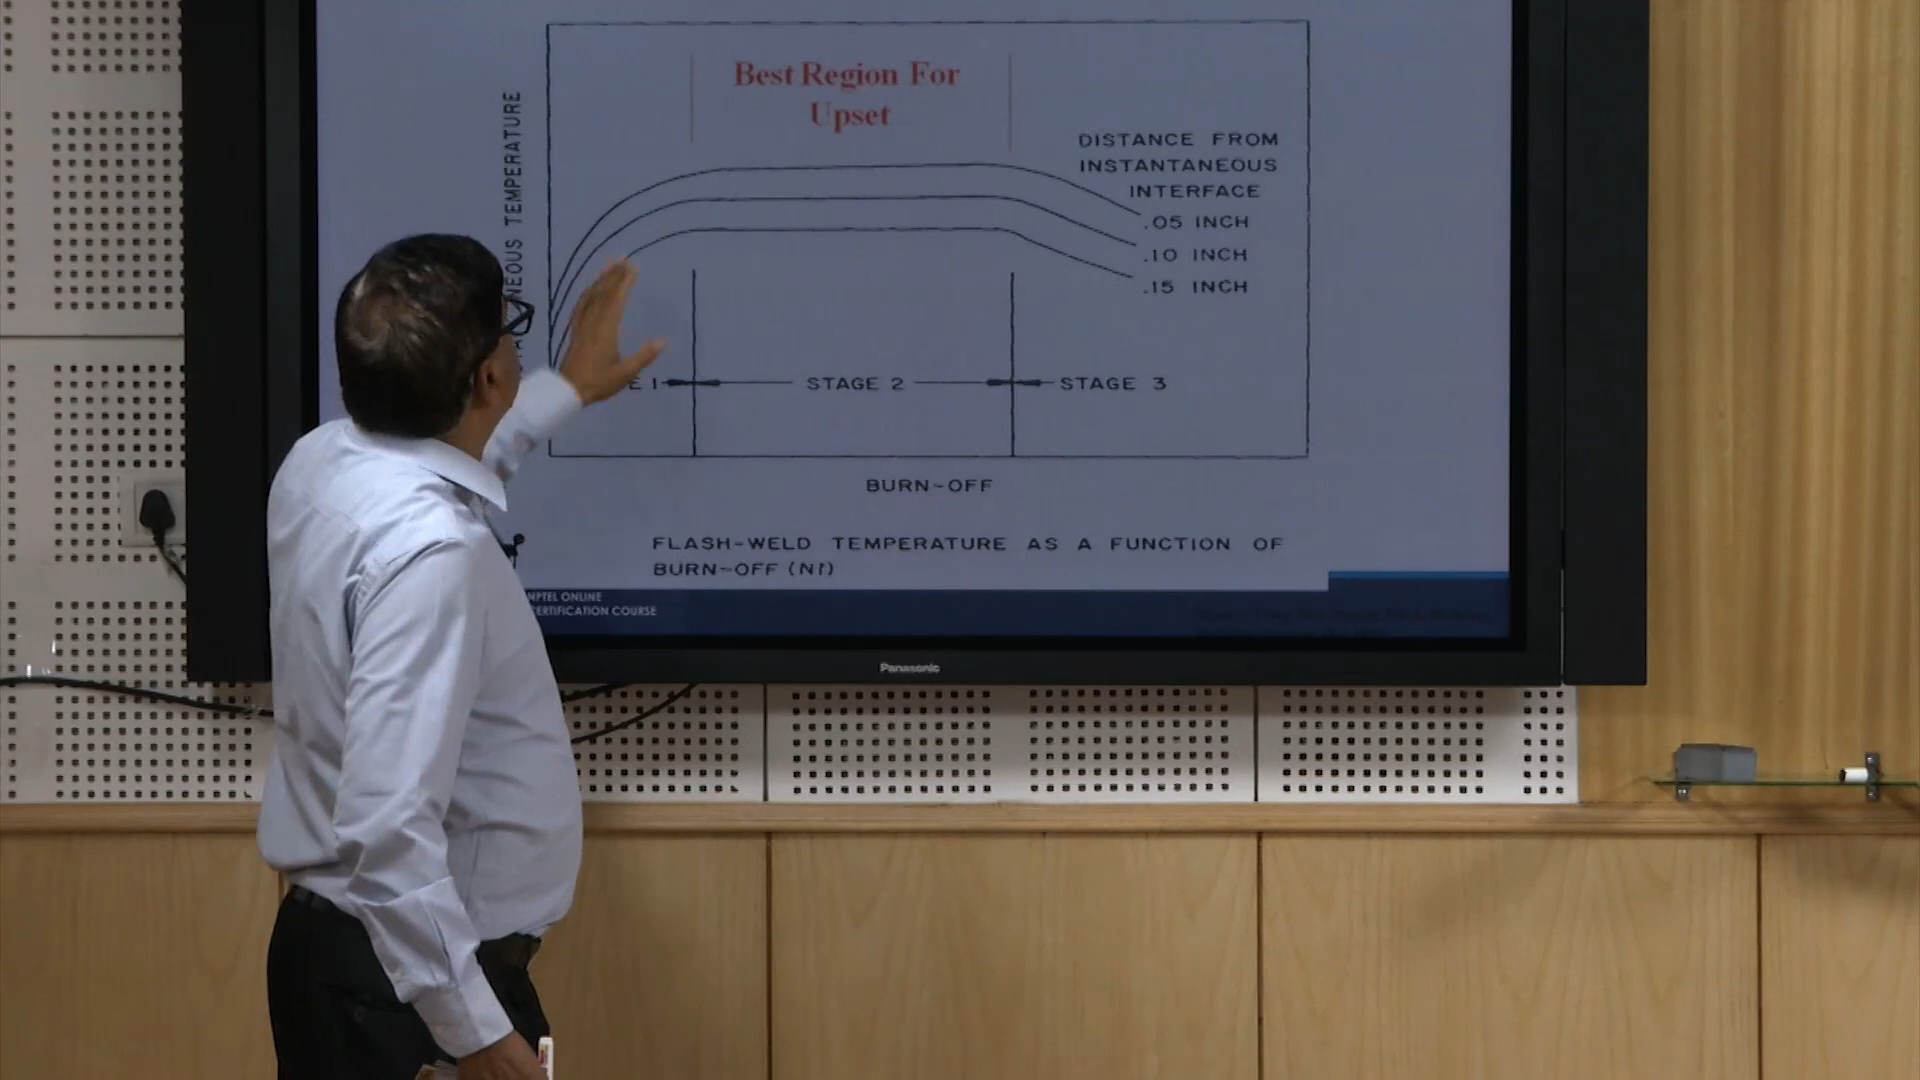 Best Region For
Upset
TEMPERATURE
DISTANCE FROM
INSTANTANEOUS
INTERFACE
.05 INCH
.10 INCH
.15 INCH
STAGE 2
STAGE 3
BURN-OFF
FLASH-WELD TEMPERATURE AS A FUNCTION OF
BURN-OFF (NI)
NPTEL ONLINE
CERTIFICATION COURSE
Panasonic